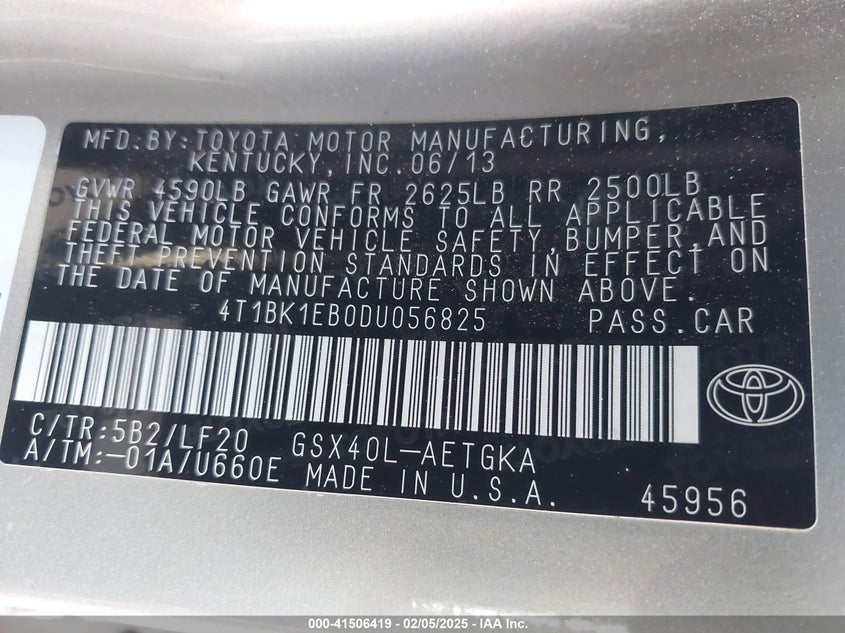 MFD. BY: TOYOTA MOTOR MANUFACTURING,
KENTUCKY, INC. 06/13
GVWR 4590LB GAWR FR 2625LB RR 2500LB
THIS VEHICLE CONFORMS TO ALL APPLICABLE
FEDERAL MOTOR VEHICLE SAFETY, BUMPER, AND
THEFT PREVENTION STANDARDS IN EFFECT ON
THE DATE OF MANUFACTURE SHOWN ABOVE.
4T1BK1EB0DU056825 PASS. CAR
C/TR: 5B2/LF20 GSX40L-AETGKA
A/TM: -01A/U660E MADE IN U.S.A. 45956
000-41506419 | 02/05/2025 | IAA Inc.